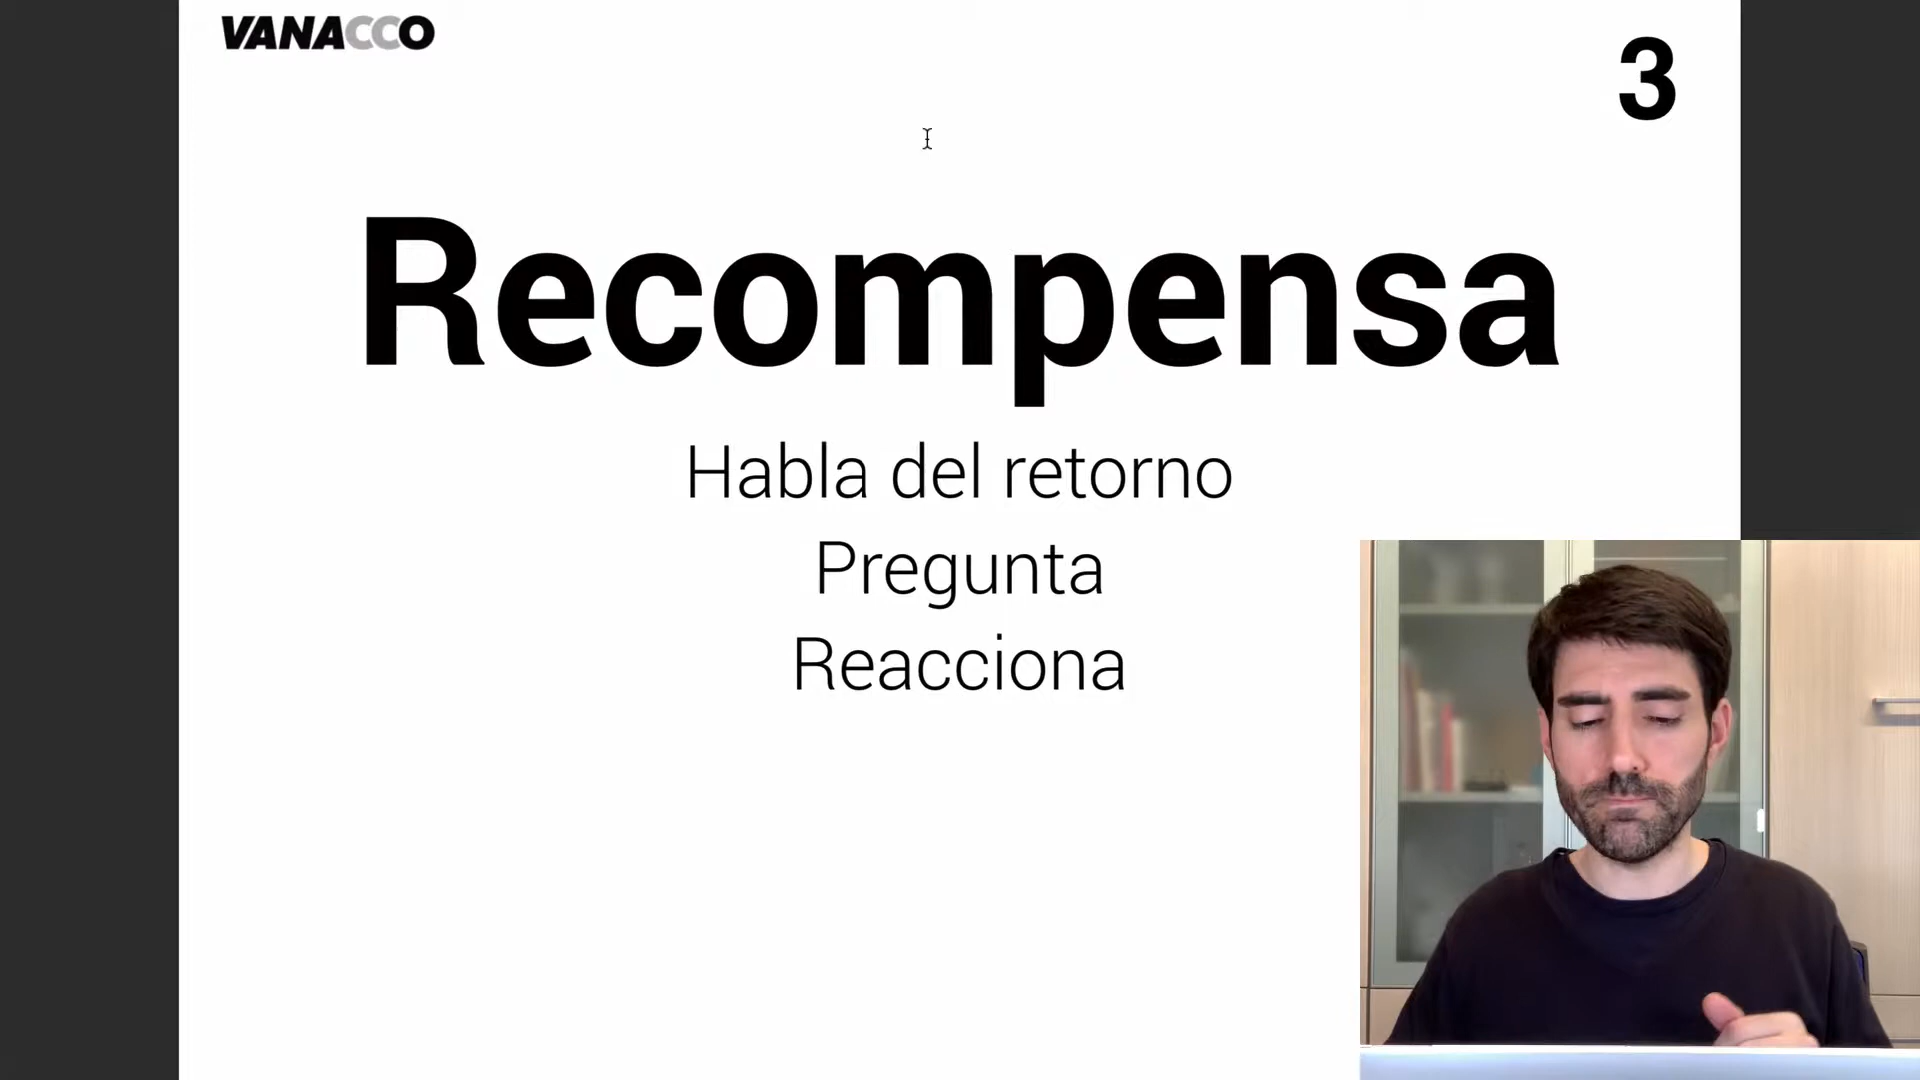 VANACCO
3
Recompensa
Habla del retorno
Pregunta
Reacciona